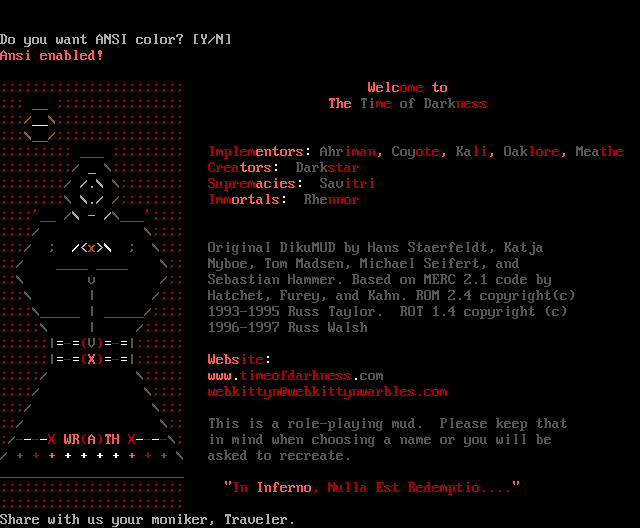 Do you want ANSI color? [Y/N]
Ansi enabled!
Welcome to
The Time of Darkness
Implementors: Ahriman, Coyote, Kali, Oaklore, Meathe
Creators:  Darkstar
Supremacies:  Savitri
Immortals:  Rhennor
Original DikuMUD by Hans Staerfeldt, Katja
Nyboe, Tom Madsen, Michael Seifert, and
Sebastian Hammer. Based on MERC 2.1 code by
Hatchet, Furey, and Kahn. ROM 2.4 copyright(c)
1993-1995 Russ Taylor.  ROT 1.4 copyright (c)
1996-1997 Russ Walsh
Website:
www.timeofdarkness.com
webkittyn@webkittynwarbles.com
X WR(A)TH X
This is a role-playing mud.  Please keep that
in mind when choosing a name or you will be
asked to recreate.
"In Inferno, Nulla Est Redemptio...."
Share with us your moniker, Traveler.